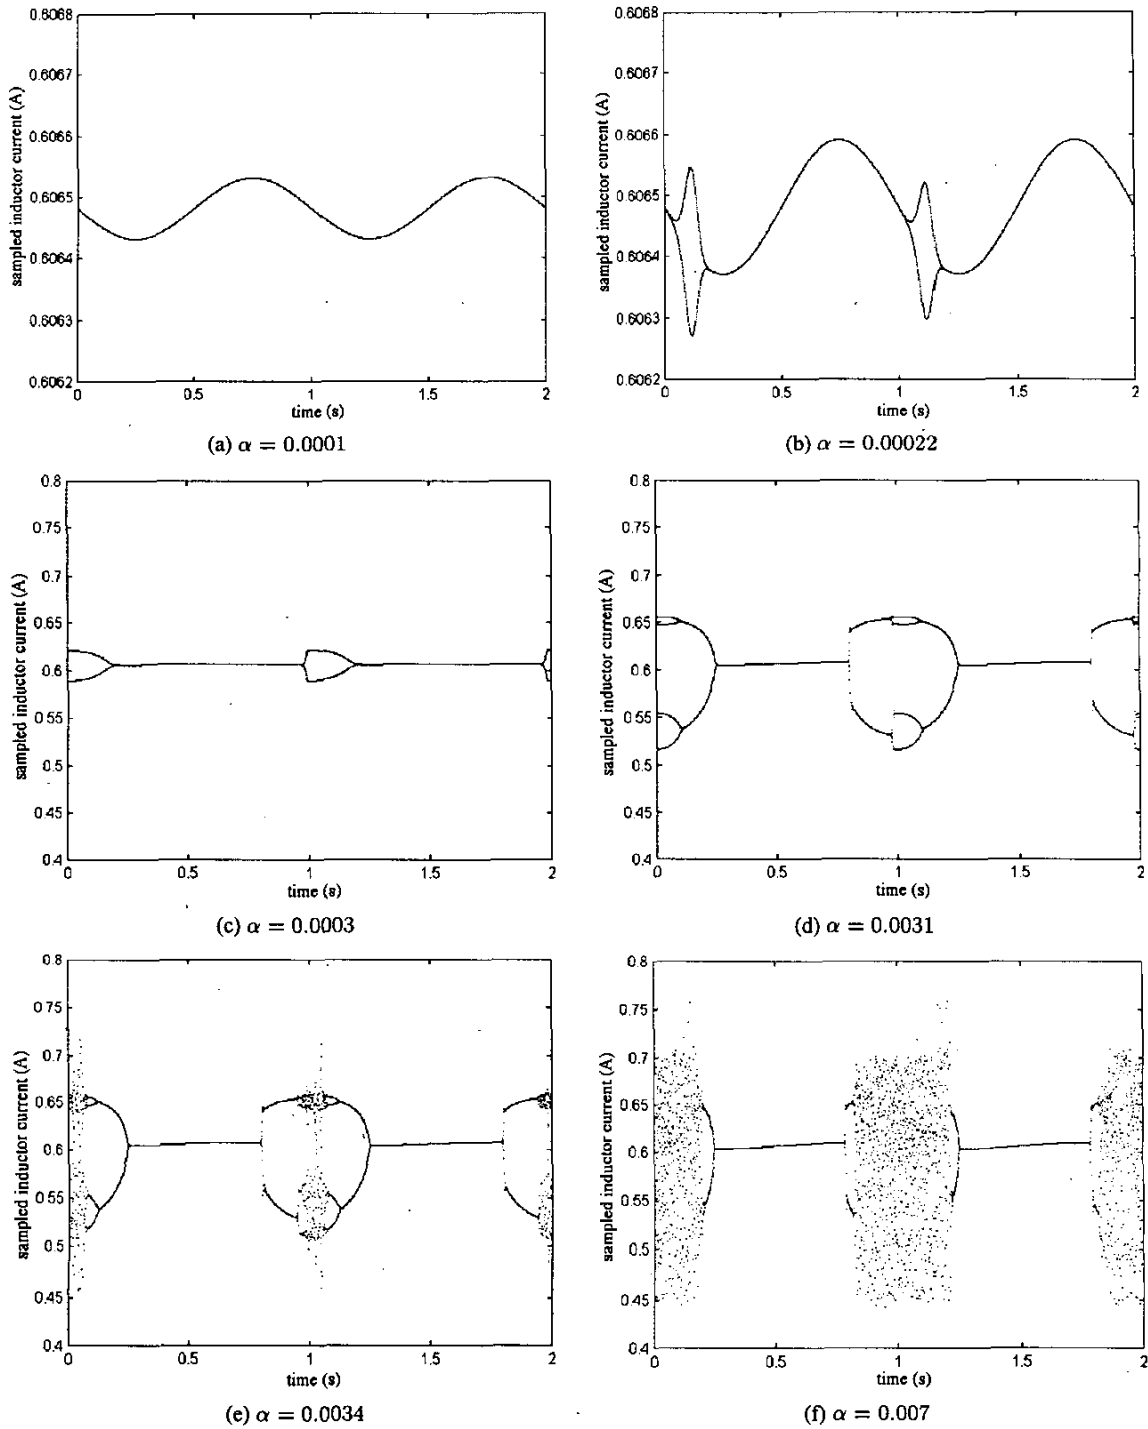 0.6068
0.6067
0.6066
0.6065
0.6064
0.6063
0.6062
sampled inductor current (A)
0 0.5 1 1.5 2
time (s)
(a) α = 0.0001
0.6068
0.6067
0.6066
0.6065
0.6064
0.6063
0.6062
sampled inductor current (A)
0 0.5 1 1.5 2
time (s)
(b) α = 0.00022
0.8
0.75
0.7
0.65
0.6
0.55
0.5
0.45
0.4
sampled inductor current (A)
0 0.5 1 1.5 2
time (s)
(c) α = 0.0003
0.8
0.75
0.7
0.65
0.6
0.55
0.5
0.45
0.4
sampled inductor current (A)
0 0.5 1 1.5 2
time (s)
(d) α = 0.0031
0.8
0.75
0.7
0.65
0.6
0.55
0.5
0.45
0.4
sampled inductor current (A)
0 0.5 1 1.5 2
time (s)
(e) α = 0.0034
0.8
0.75
0.7
0.65
0.6
0.55
0.5
0.45
0.4
sampled inductor current (A)
0 0.5 1 1.5 2
time (s)
(f) α = 0.007